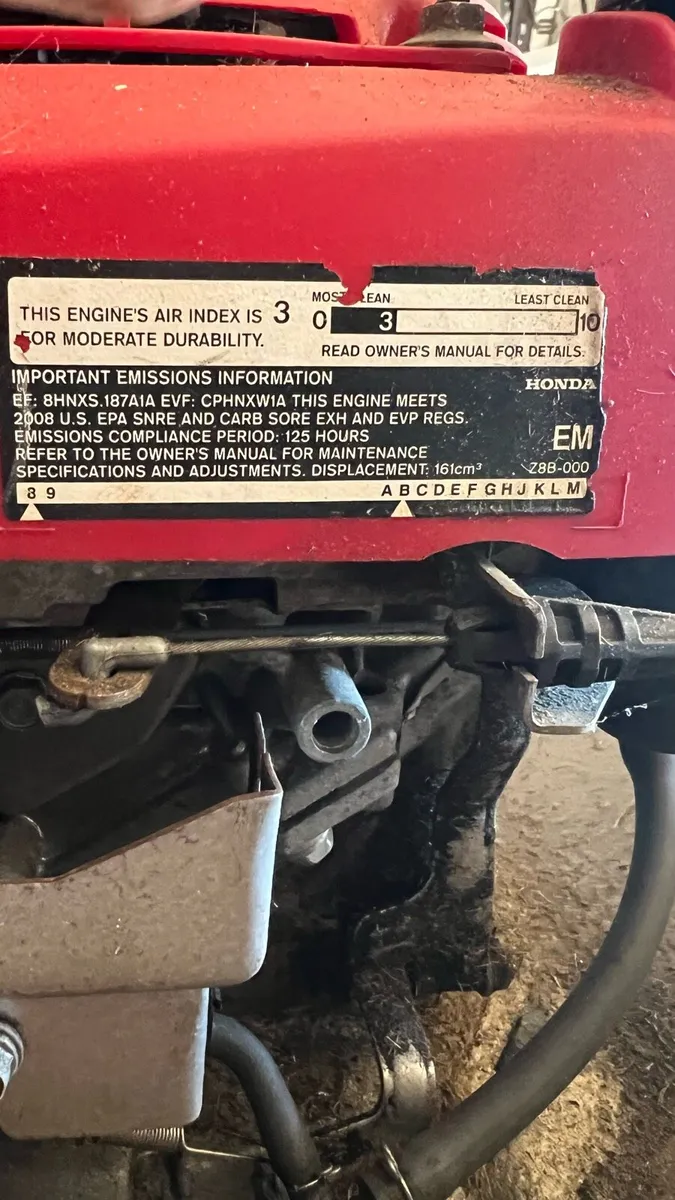 THIS ENGINE'S AIR INDEX IS 3
FOR MODERATE DURABILITY.
LEAST CLEAN
0 3 10
READ OWNER'S MANUAL FOR DETAILS.
IMPORTANT EMISSIONS INFORMATION
HONDA
EF: 8HNXS.187A1A EVF: CPHNXW1A THIS ENGINE MEETS
2008 U.S. EPA SNRE AND CARB SORE EXH AND EVP REGS.
EMISSIONS COMPLIANCE PERIOD: 125 HOURS
REFER TO THE OWNER'S MANUAL FOR MAINTENANCE
SPECIFICATIONS AND ADJUSTMENTS. DISPLACEMENT: 161cm³
EM
Z8B-000
8 9 A B C D E F G H J K L M